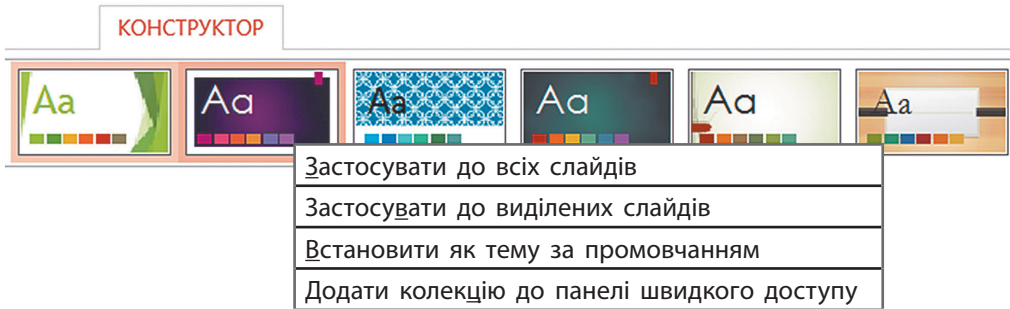 КОНСТРУКТОР
Aa Aa Aa Aa Aa Aa
Застосувати до всіх слайдів
Застосувати до виділених слайдів
Встановити як тему за промовчанням
Додати колекцію до панелі швидкого доступу